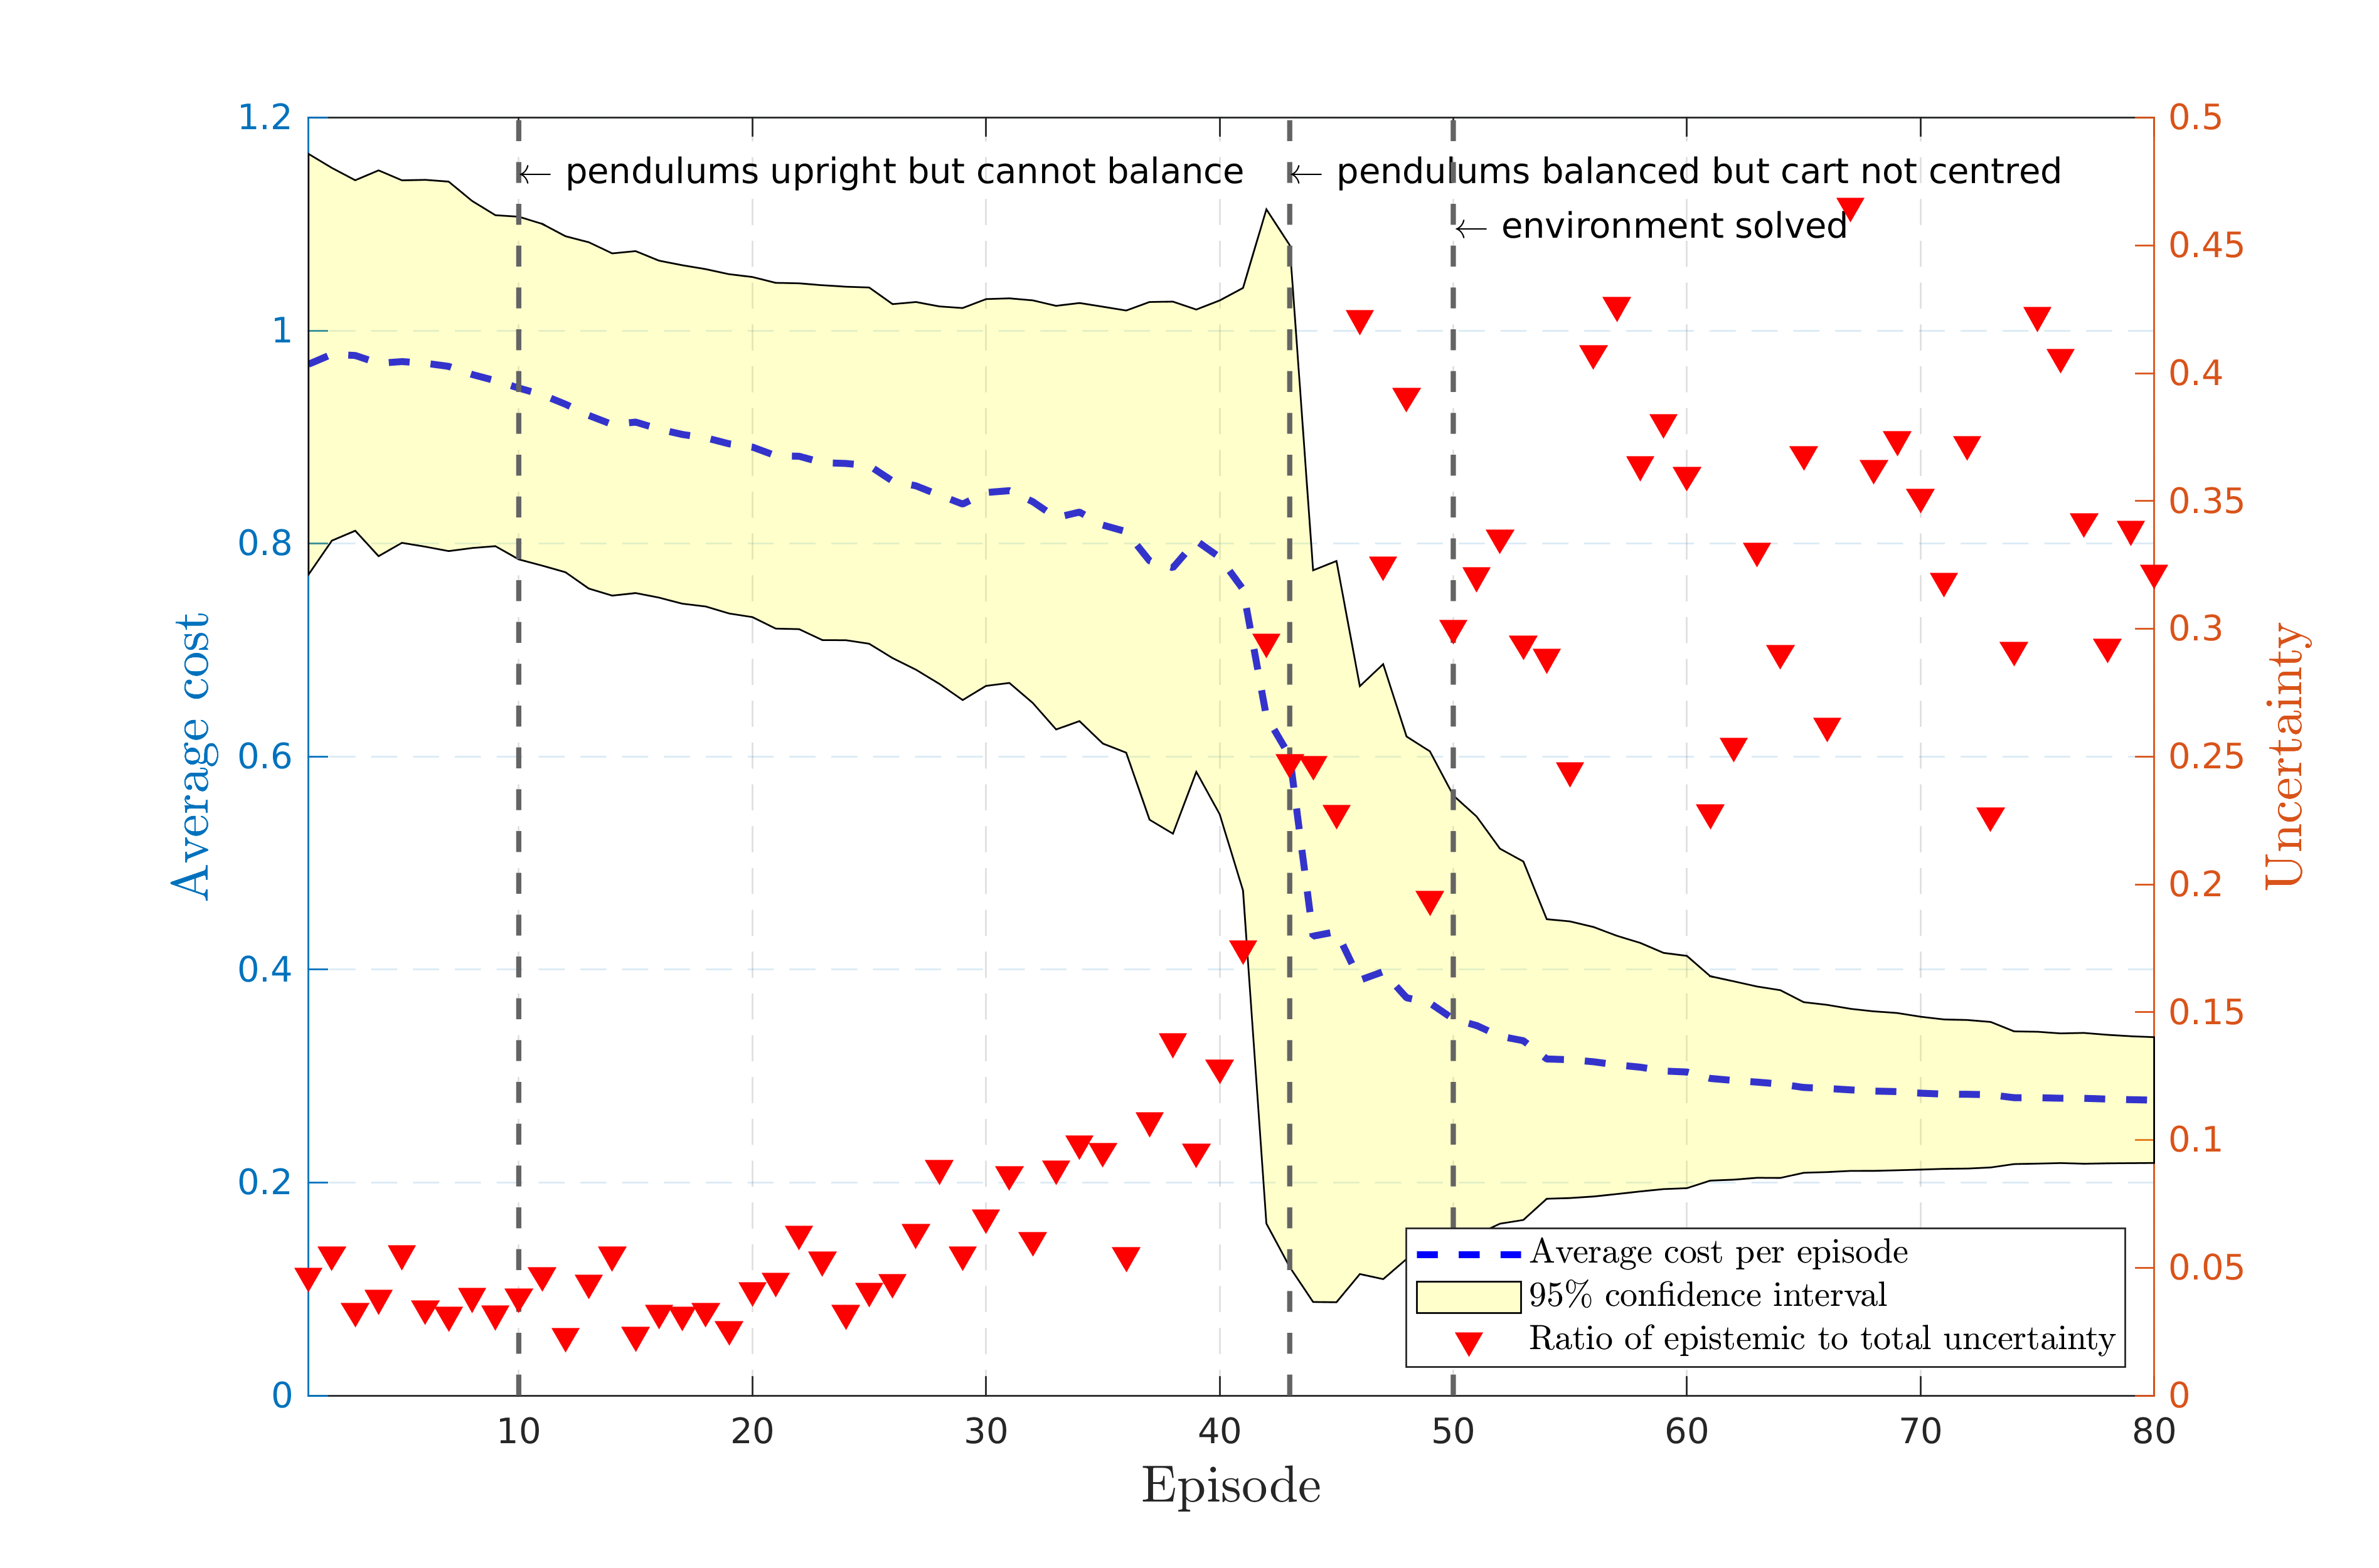 1.2
1
0.8
0.6
0.4
0.2
0
Average cost
← pendulums upright but cannot balance
← pendulums balanced but cart not centred
← environment solved
0.5
0.45
0.4
0.35
0.3
0.25
0.2
0.15
0.1
0.05
0
Uncertainty
Average cost per episode
95% confidence interval
Ratio of epistemic to total uncertainty
10 20 30 40 50 60 70 80
Episode